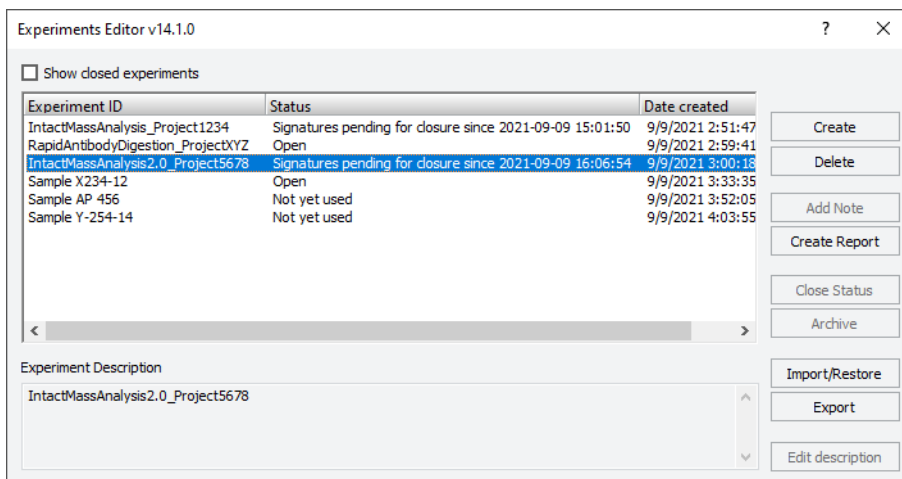 Experiments Editor v14.1.0 ?
Show closed experiments
Experiment ID Status Date created
IntactMassAnalysis_Project1234 Signatures pending for closure since 2021-09-09 15:01:50 9/9/2021 2:51:47
RapidAntibodyDigestion_ProjectXYZ Open 9/9/2021 2:59:41
IntactMassAnalysis2.0_Project5678 Signatures pending for closure since 2021-09-09 16:06:54 9/9/2021 3:00:18
Sample X234-12 Open 9/9/2021 3:33:35
Sample AP 456 Not yet used 9/9/2021 3:52:05
Sample Y-254-14 Not yet used 9/9/2021 4:03:55
Create
Delete
Add Note
Create Report
Close Status
Archive
Experiment Description
IntactMassAnalysis2.0_Project5678
Import/Restore
Export
Edit description